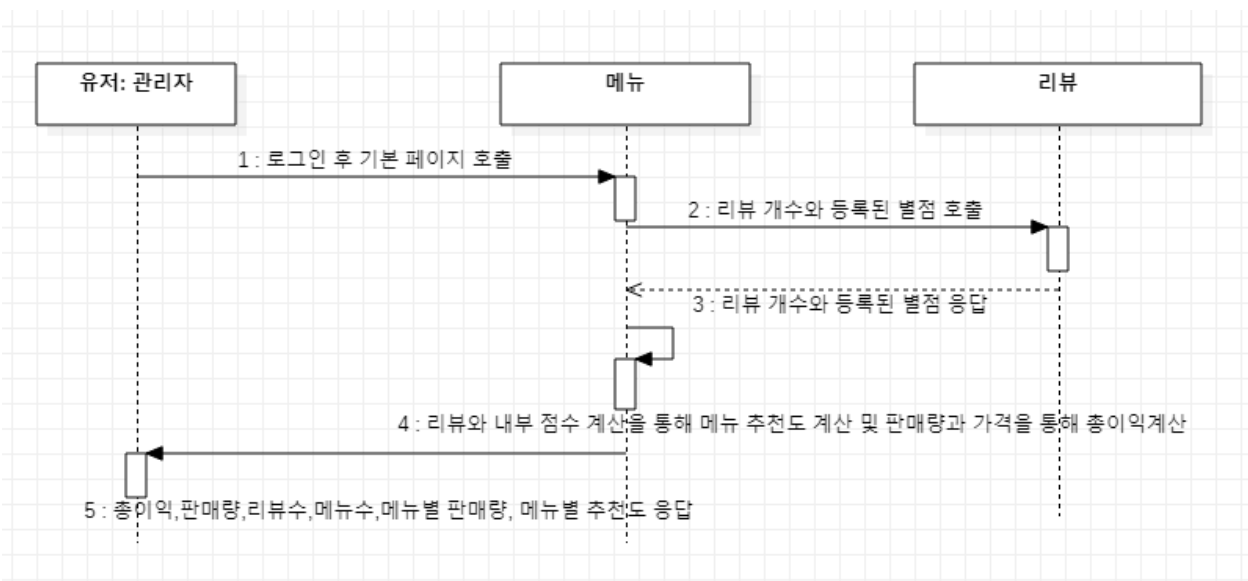 유저: 관리자
메뉴
리뷰
1 : 로그인 후 기본 페이지 호출
2 : 리뷰 개수와 등록된 별점 호출
3 : 리뷰 개수와 등록된 별점 응답
4 : 리뷰와 내부 점수 계산을 통해 메뉴 추천도 계산 및 판매량과 가격을 통해 총이익계산
5 : 총이익,판매량,리뷰수,메뉴수,메뉴별 판매량, 메뉴별 추천도 응답